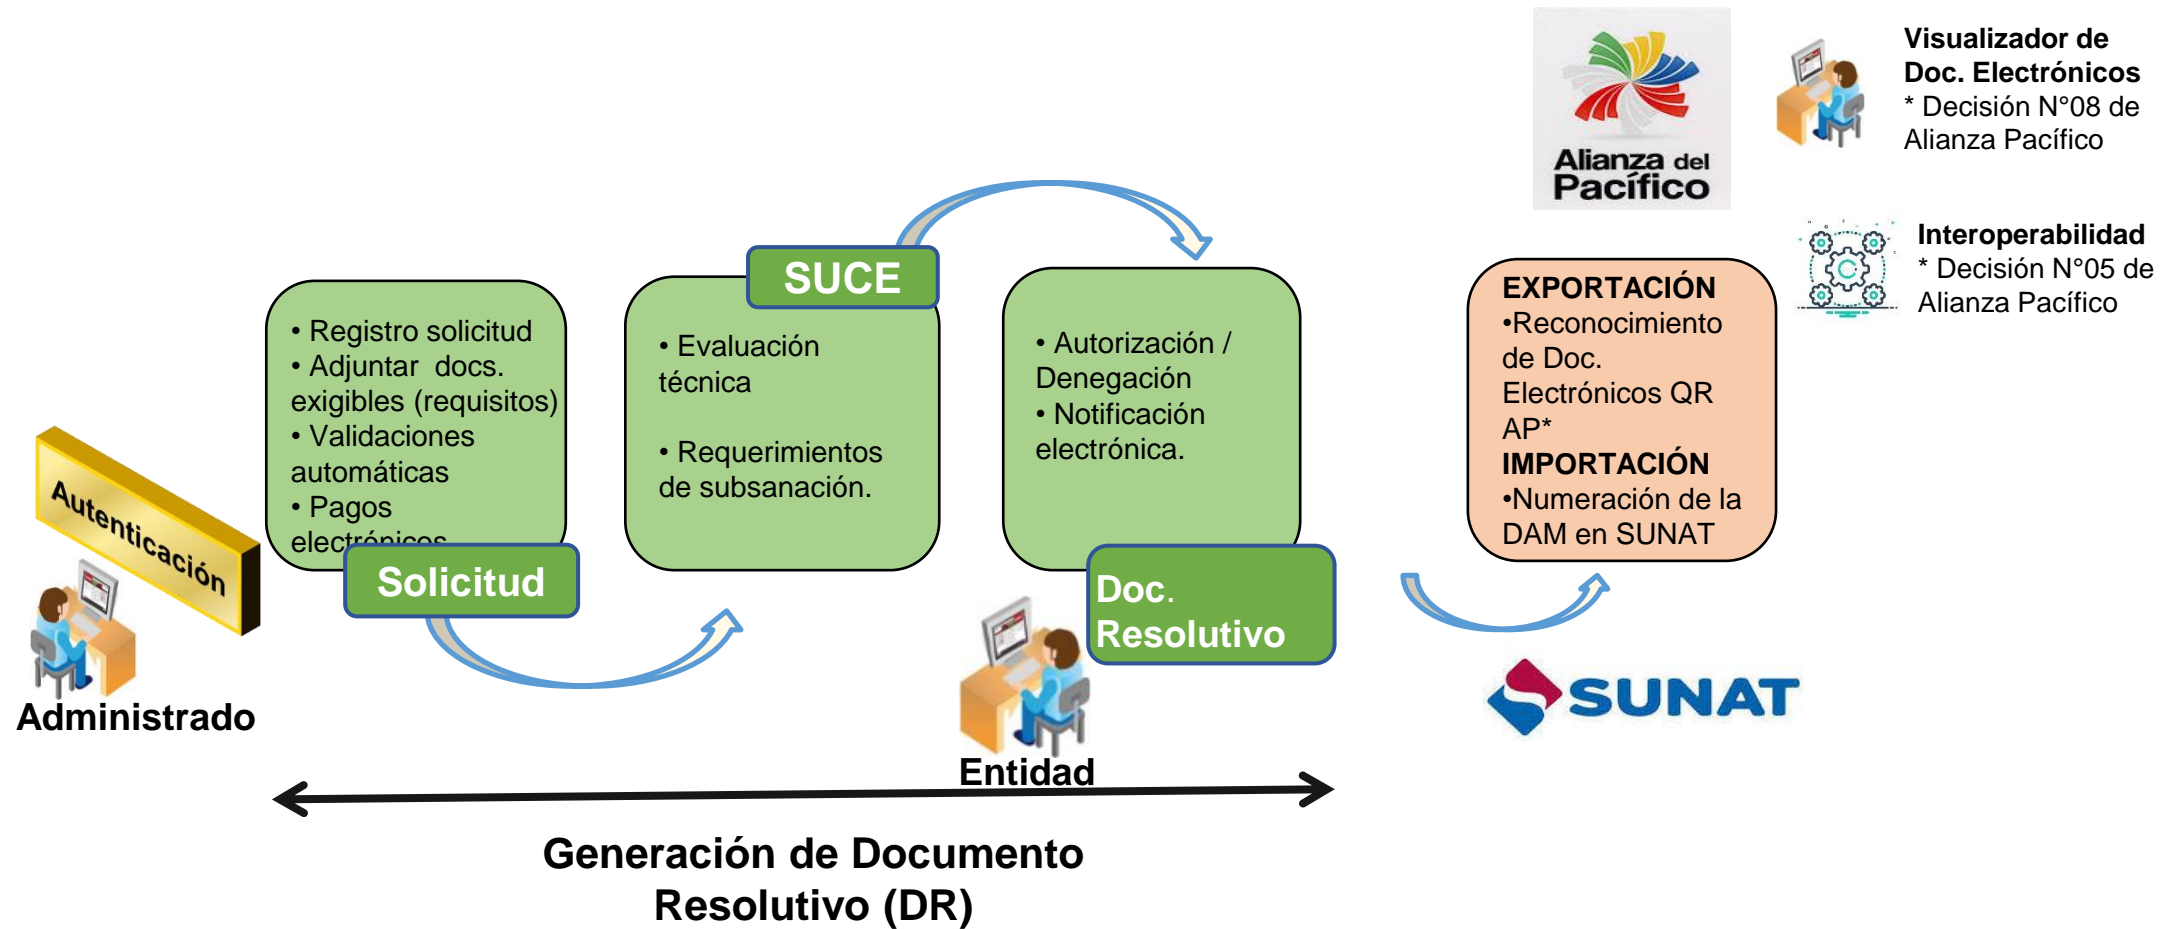 Autenticación
Administrado
• Registro solicitud
• Adjuntar docs.
exigibles (requisitos)
• Validaciones
automáticas
• Pagos
electrónicos
Solicitud
SUCE
• Evaluación
técnica
• Requerimientos
de subsanación.
• Autorización /
Denegación
• Notificación
electrónica.
Doc.
Resolutivo
Entidad
Generación de Documento
Resolutivo (DR)
Alianza del
Pacífico
Visualizador de
Doc. Electrónicos
* Decisión N°08 de
Alianza Pacífico
Interoperabilidad
* Decisión N°05 de
Alianza Pacífico
EXPORTACIÓN
•Reconocimiento
de Doc.
Electrónicos QR
AP*
IMPORTACIÓN
•Numeración de la
DAM en SUNAT
SUNAT